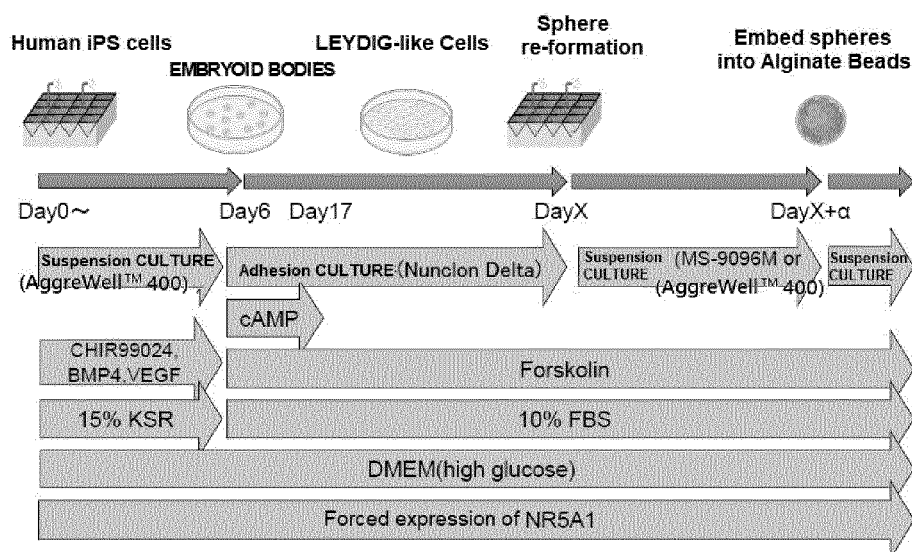 Human iPS cells
EMBRYOID BODIES
LEYDIG-like Cells
Sphere
re-formation
Embed spheres
into Alginate Beads
Day0～
Day6
Day17
DayX
DayX+α
Suspension CULTURE
(AggreWell™ 400)
Adhesion CULTURE(Nunclon Delta)
Suspension
CULTURE
(MS-9096M or
(AggreWell™ 400)
Suspension
CULTURE
cAMP
CHIR99024.
BMP4.VEGF
Forskolin
15% KSR
10% FBS
DMEM(high glucose)
Forced expression of NR5A1